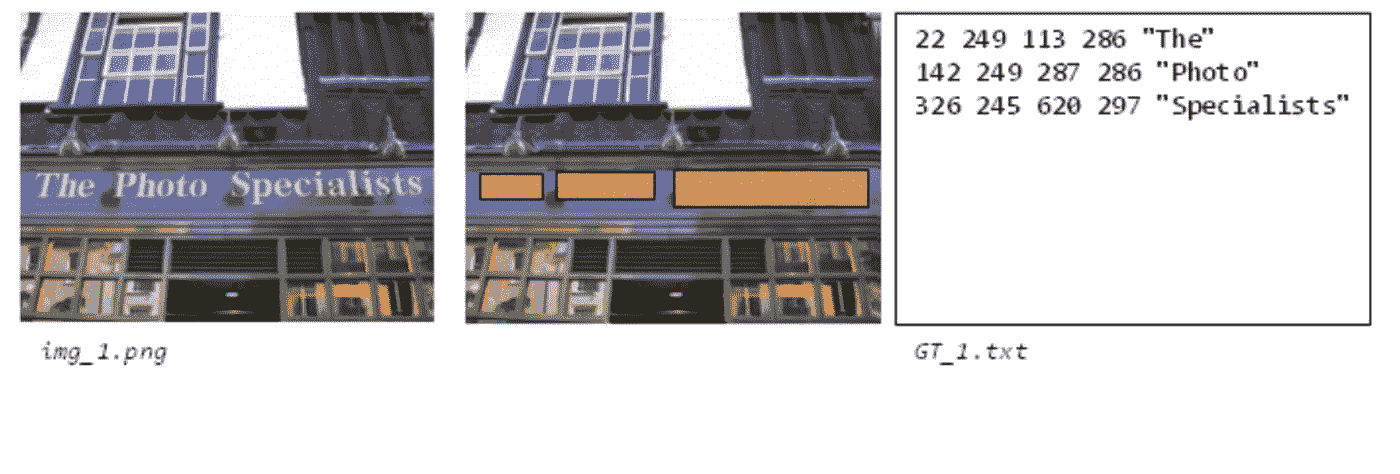 The Photo Specialists
22 249 113 286 "The"
142 249 287 286 "Photo"
326 245 620 297 "Specialists"
img_1.png
GT_1.txt